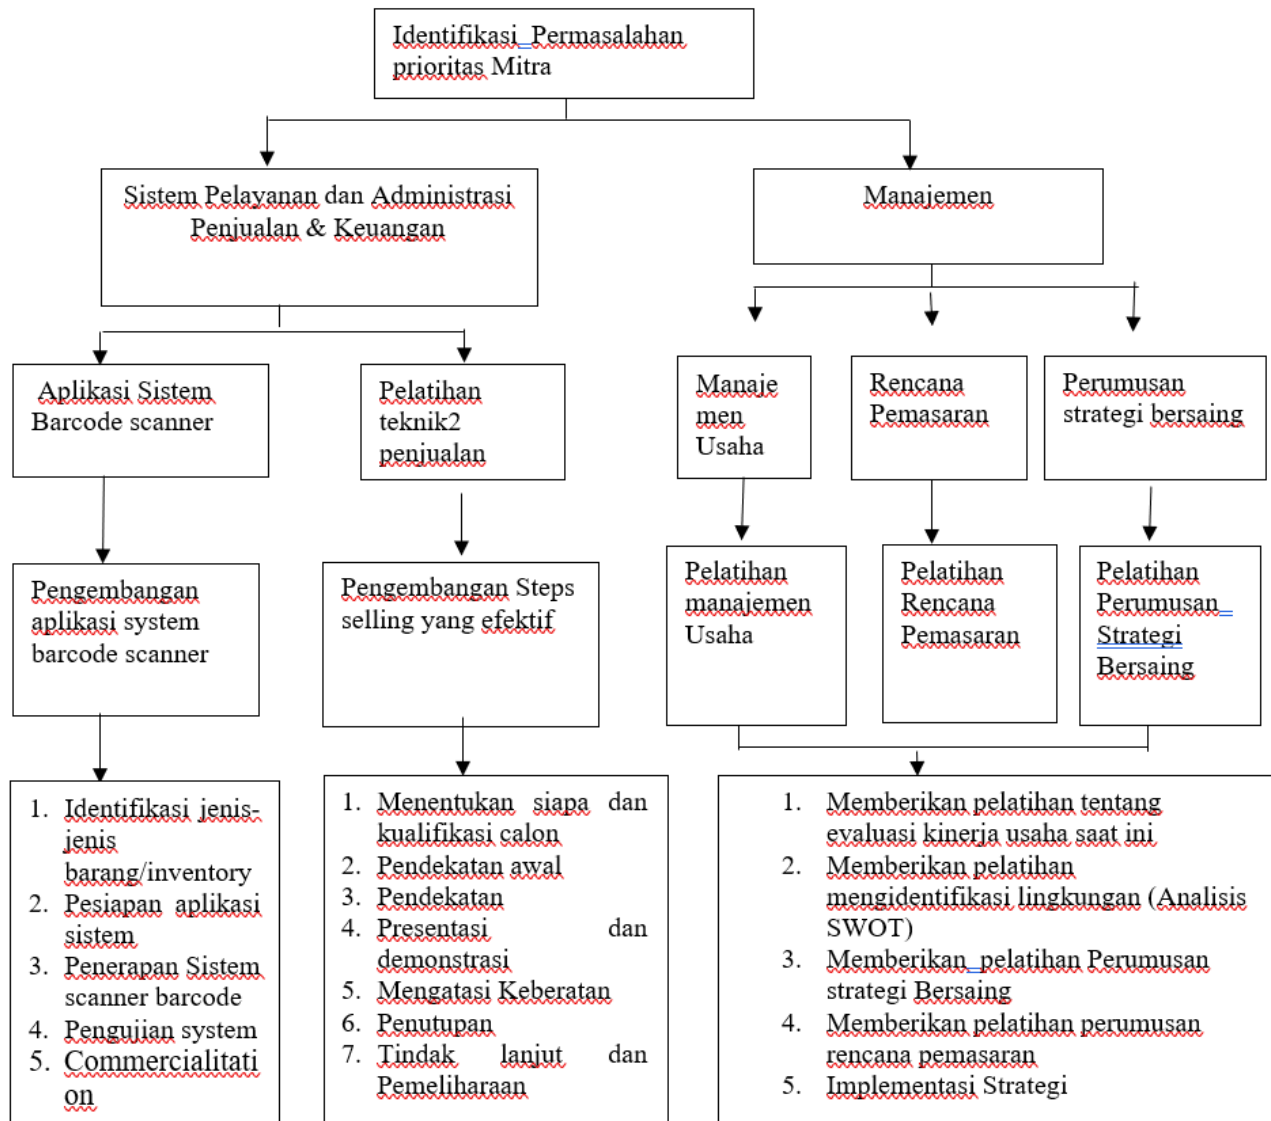 Identifikasi Permasalahan
prioritas Mitra
Sistem Pelayanan dan Administrasi
Penjualan & Keuangan
Manajemen
Aplikasi Sistem
Barcode scanner
Pelatihan
teknik2
penjualan
Manaje
men
Usaha
Rencana
Pemasaran
Perumusan
strategi bersaing
Pengembangan
aplikasi system
barcode scanner
Pengembangan Steps
selling yang efektif
Pelatihan
manajemen
Usaha
Pelatihan
Rencana
Pemasaran
Pelatihan
Perumusan
Strategi
Bersaing
1. Identifikasi jenis-
jenis
barang/inventory
2. Pesiapan aplikasi
sistem
3. Penerapan Sistem
scanner barcode
4. Pengujian system
5. Commercialitati
on
1. Menentukan siapa dan
kualifikasi calon
2. Pendekatan awal
3. Pendekatan
4. Presentasi dan
demonstrasi
5. Mengatasi Keberatan
6. Penutupan
7. Tindak lanjut dan
Pemeliharaan
1. Memberikan pelatihan tentang
evaluasi kinerja usaha saat ini
2. Memberikan pelatihan
mengidentifikasi lingkungan (Analisis
SWOT)
3. Memberikan pelatihan Perumusan
strategi Bersaing
4. Memberikan pelatihan perumusan
rencana pemasaran
5. Implementasi Strategi